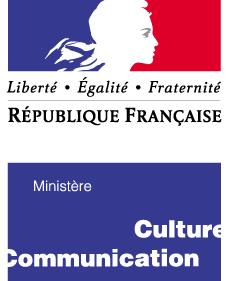 Liberté • Égalité • Fraternité
RÉPUBLIQUE FRANÇAISE
Ministère
Culture
Communication